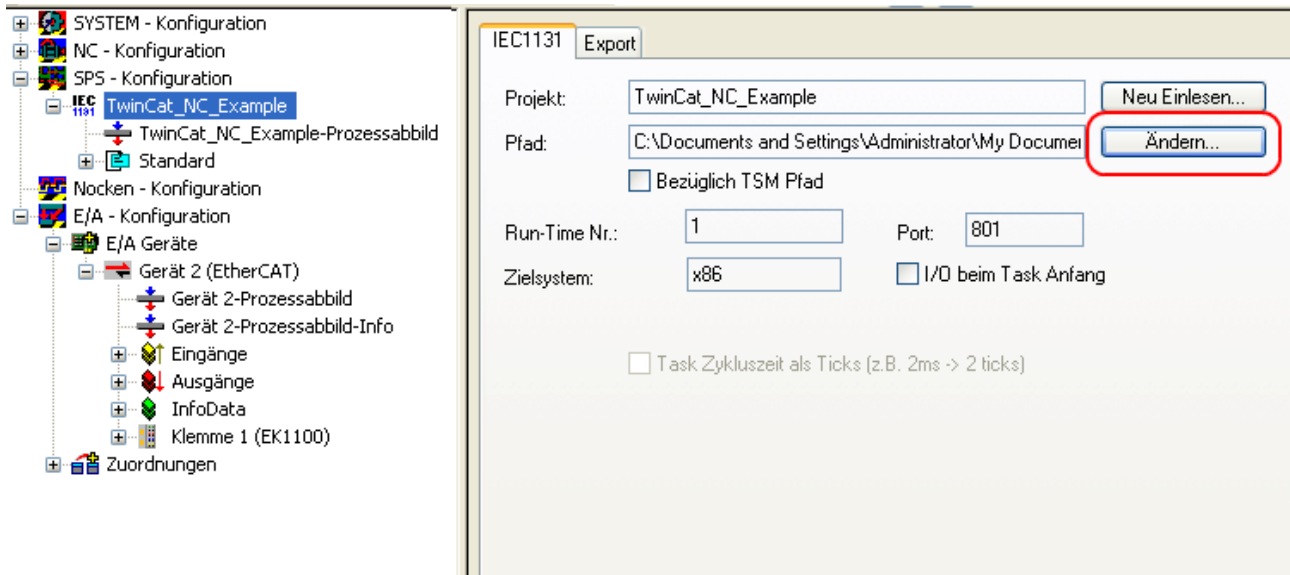 SYSTEM - Konfiguration
NC - Konfiguration
SPS - Konfiguration
IEC 1131 TwinCat_NC_Example
TwinCat_NC_Example-Prozessabbild
Standard
Nocken - Konfiguration
E/A - Konfiguration
E/A Geräte
Gerät 2 (EtherCAT)
Gerät 2-Prozessabbild
Gerät 2-Prozessabbild-Info
Eingänge
Ausgänge
InfoData
Klemme 1 (EK1100)
Zuordnungen
IEC1131 Export
Projekt: TwinCat_NC_Example Neu Einlesen...
Pfad: C:\Documents and Settings\Administrator\My Documer Ändern...
Bezüglich TSM Pfad
Run-Time Nr.: 1 Port: 801
Zielsystem: x86 I/O beim Task Anfang
Task Zykluszeit als Ticks (z.B. 2ms -> 2 ticks)